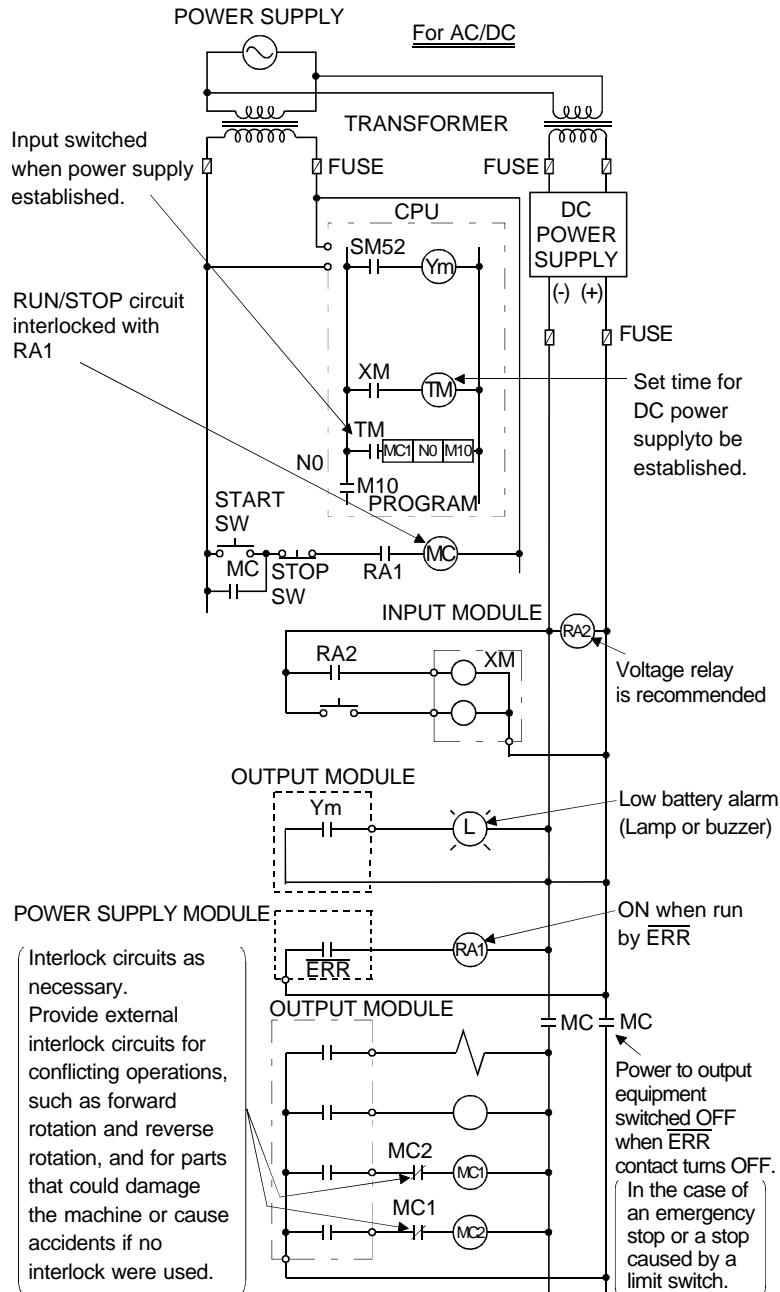 POWER SUPPLY
For AC/DC
TRANSFORMER
Input switched
when power supply
established.
FUSE
FUSE
CPU
DC
POWER
SUPPLY
SM52
Ym
(-) (+)
RUN/STOP circuit
interlocked with
RA1
FUSE
XM
TM
Set time for
DC power
supplyto be
established.
TM
MC1 N0 M10
N0
M10
PROGRAM
START
SW
MC
STOP
SW
RA1
MC
INPUT MODULE
RA2
RA2
XM
Voltage relay
is recommended
OUTPUT MODULE
Ym
L
Low battery alarm
(Lamp or buzzer)
POWER SUPPLY MODULE
ERR
RA1
ON when run
by ERR
Interlock circuits as
necessary.
Provide external
interlock circuits for
conflicting operations,
such as forward
rotation and reverse
rotation, and for parts
that could damage
the machine or cause
accidents if no
interlock were used.
OUTPUT MODULE
MC MC
Power to output
equipment
switched OFF
when ERR
contact turns OFF.
MC2
MC1
MC1
MC2
In the case of
an emergency
stop or a stop
caused by a
limit switch.